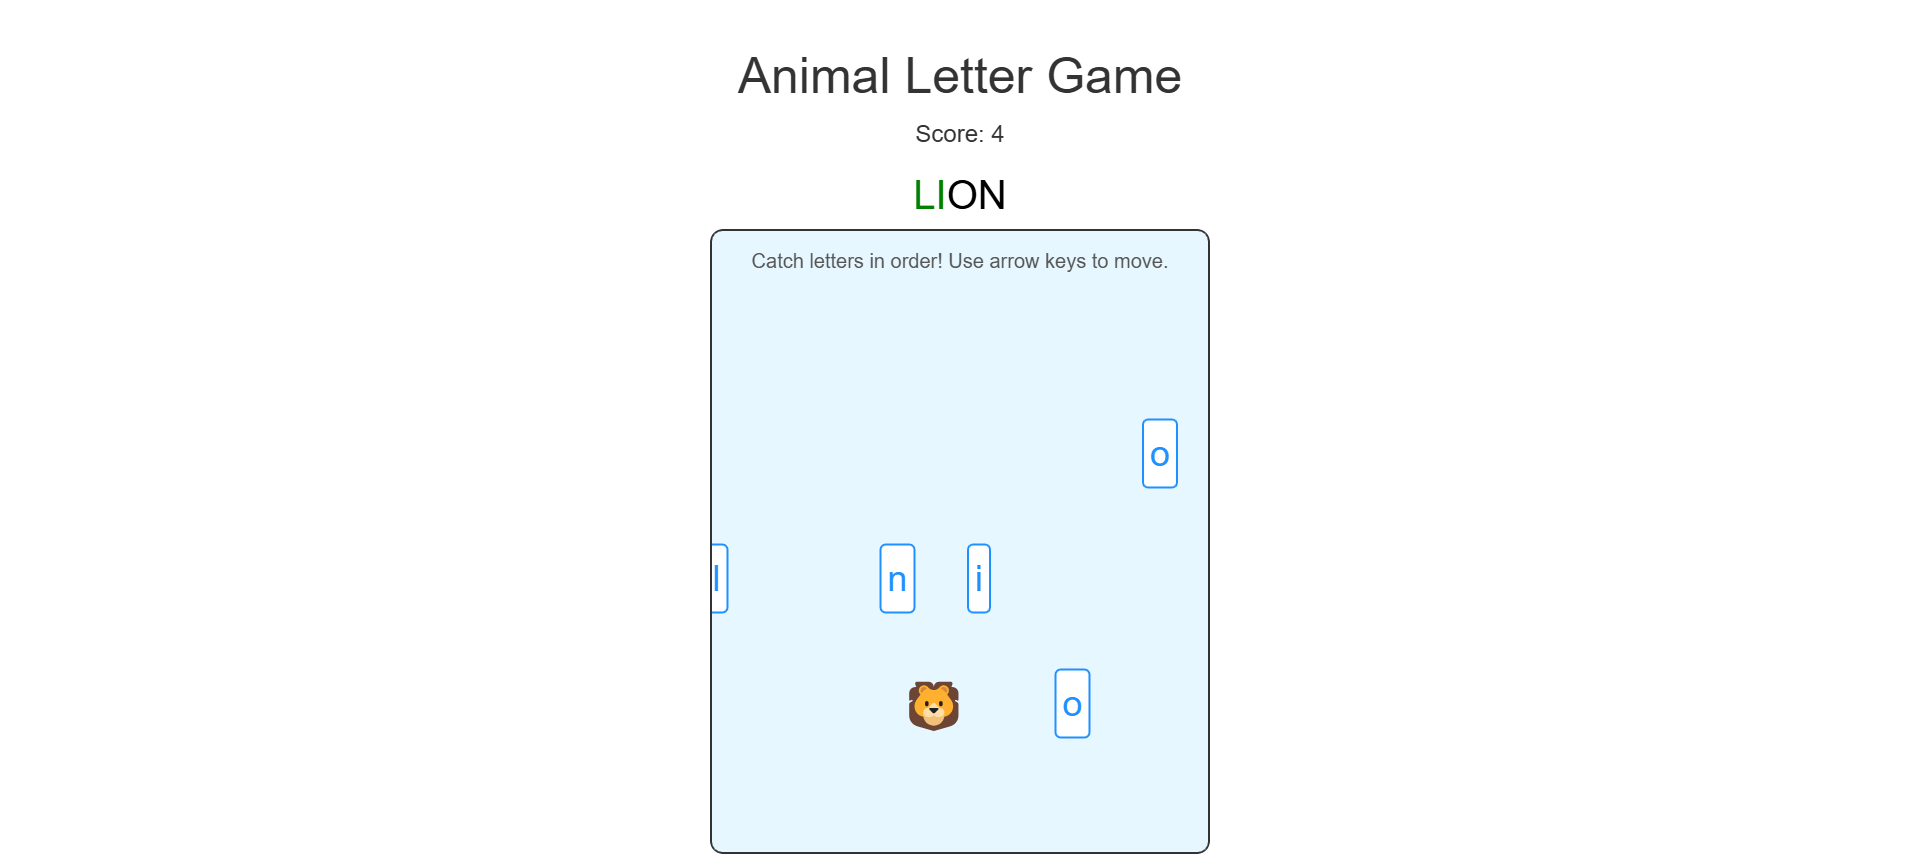 Animal Letter Game
Score: 4
LION
Catch letters in order! Use arrow keys to move.
o
l n i
o